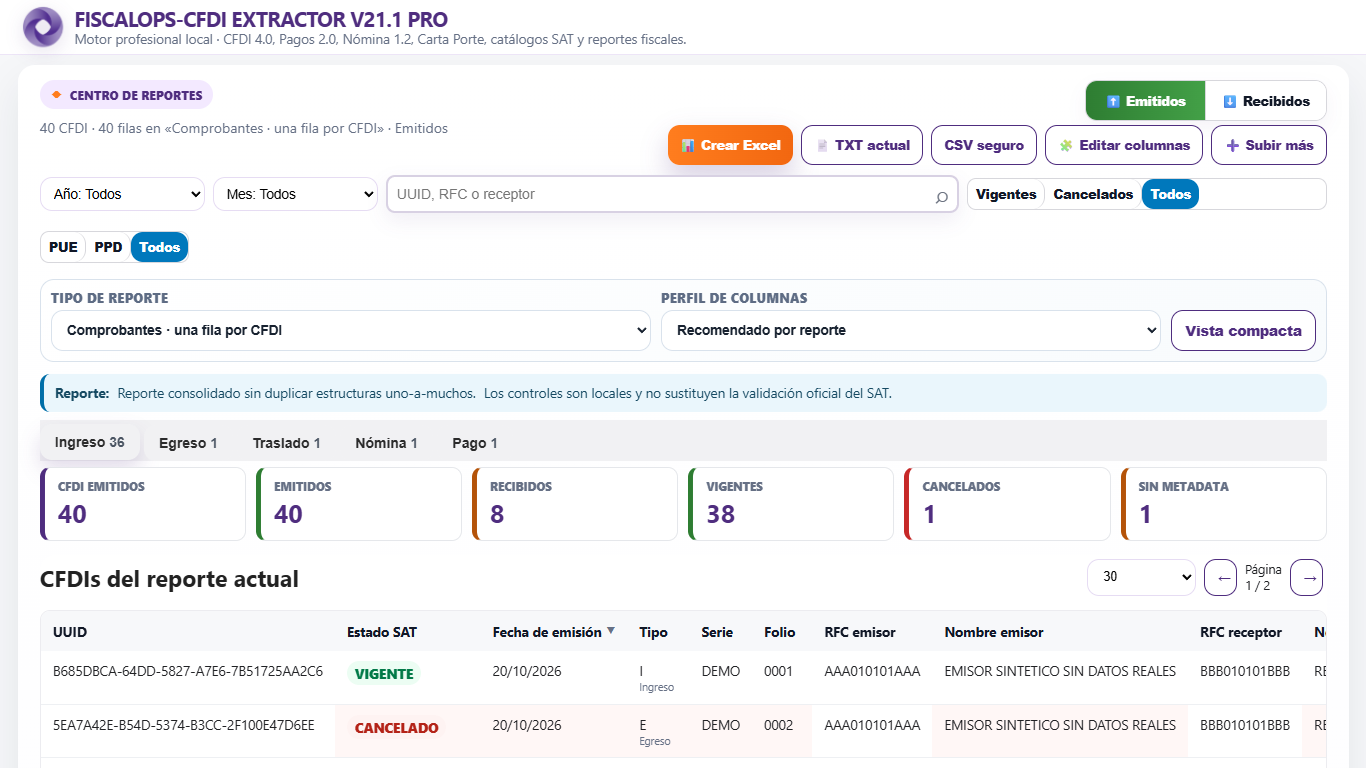 FISCALOPS-CFDI EXTRACTOR V21.1 PRO
Motor profesional local · CFDI 4.0, Pagos 2.0, Nómina 1.2, Carta Porte, catálogos SAT y reportes fiscales.
CENTRO DE REPORTES
Emitidos Recibidos
40 CFDI · 40 filas en «Comprobantes · una fila por CFDI» · Emitidos
Crear Excel TXT actual CSV seguro Editar columnas Subir más
Año: Todos Mes: Todos UUID, RFC o receptor Vigentes Cancelados Todos
PUE PPD Todos
TIPO DE REPORTE PERFIL DE COLUMNAS
Comprobantes · una fila por CFDI Recomendado por reporte Vista compacta
Reporte: Reporte consolidado sin duplicar estructuras uno-a-muchos. Los controles son locales y no sustituyen la validación oficial del SAT.
Ingreso 36 Egreso 1 Traslado 1 Nómina 1 Pago 1
CFDI EMITIDOS EMITIDOS RECIBIDOS VIGENTES CANCELADOS SIN METADATA
40 40 8 38 1 1
CFDIs del reporte actual 30 ← Página 1 / 2 →
UUID Estado SAT Fecha de emisión ▼ Tipo Serie Folio RFC emisor Nombre emisor RFC receptor
B685DBCA-64DD-5827-A7E6-7B51725AA2C6 VIGENTE 20/10/2026 I DEMO 0001 AAA010101AAA EMISOR SINTETICO SIN DATOS REALES BBB010101BBB
Ingreso
5EA7A42E-B54D-5374-B3CC-2F100E47D6EE CANCELADO 20/10/2026 E DEMO 0002 AAA010101AAA EMISOR SINTETICO SIN DATOS REALES BBB010101BBB
Egreso